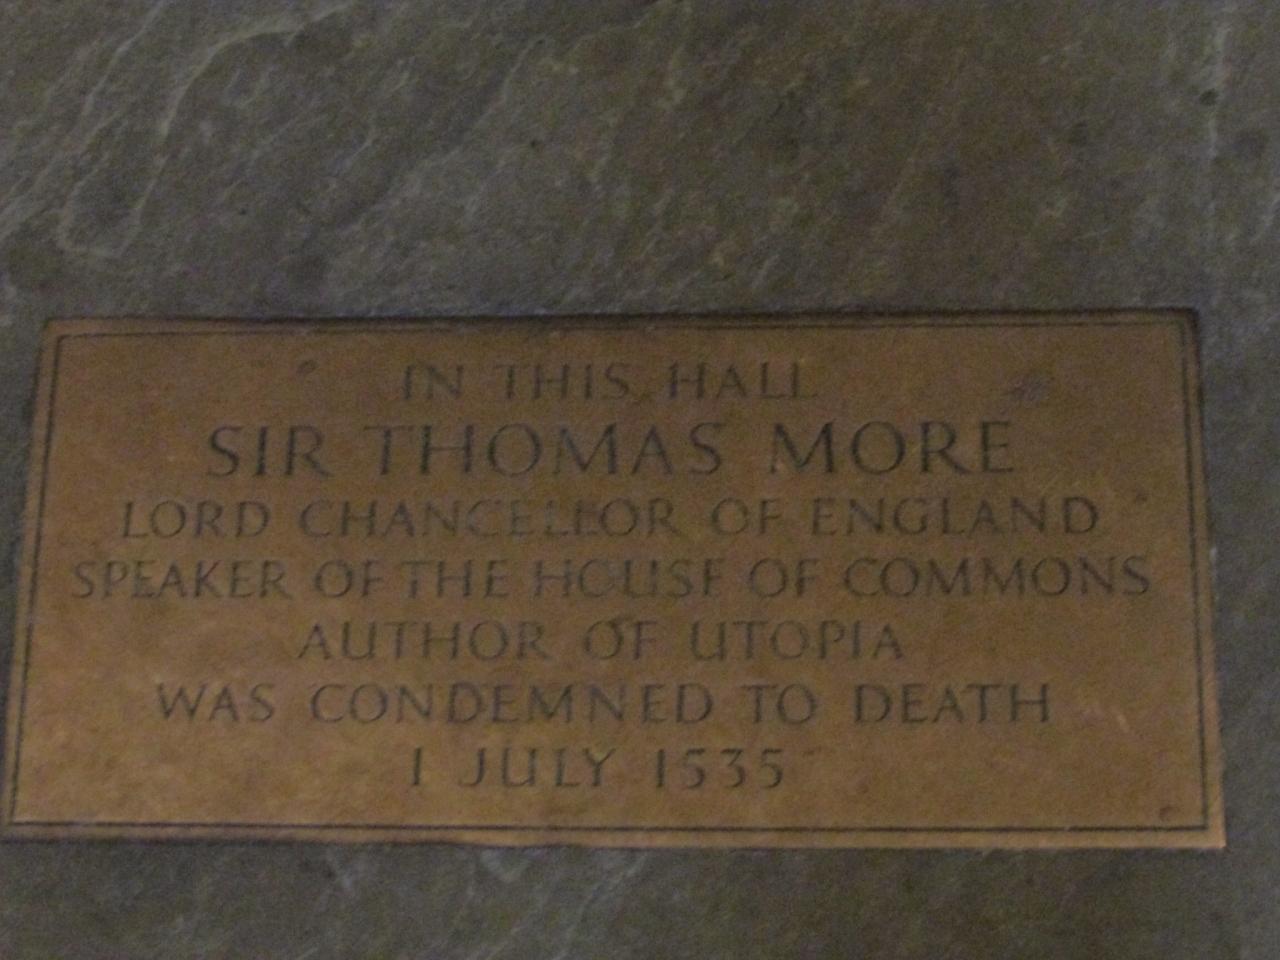 IN THIS HALL
SIR THOMAS MORE
LORD CHANCELLOR OF ENGLAND
SPEAKER OF THE HOUSE OF COMMONS
AUTHOR OF UTOPIA
WAS CONDEMNED TO DEATH
1 JULY 1535